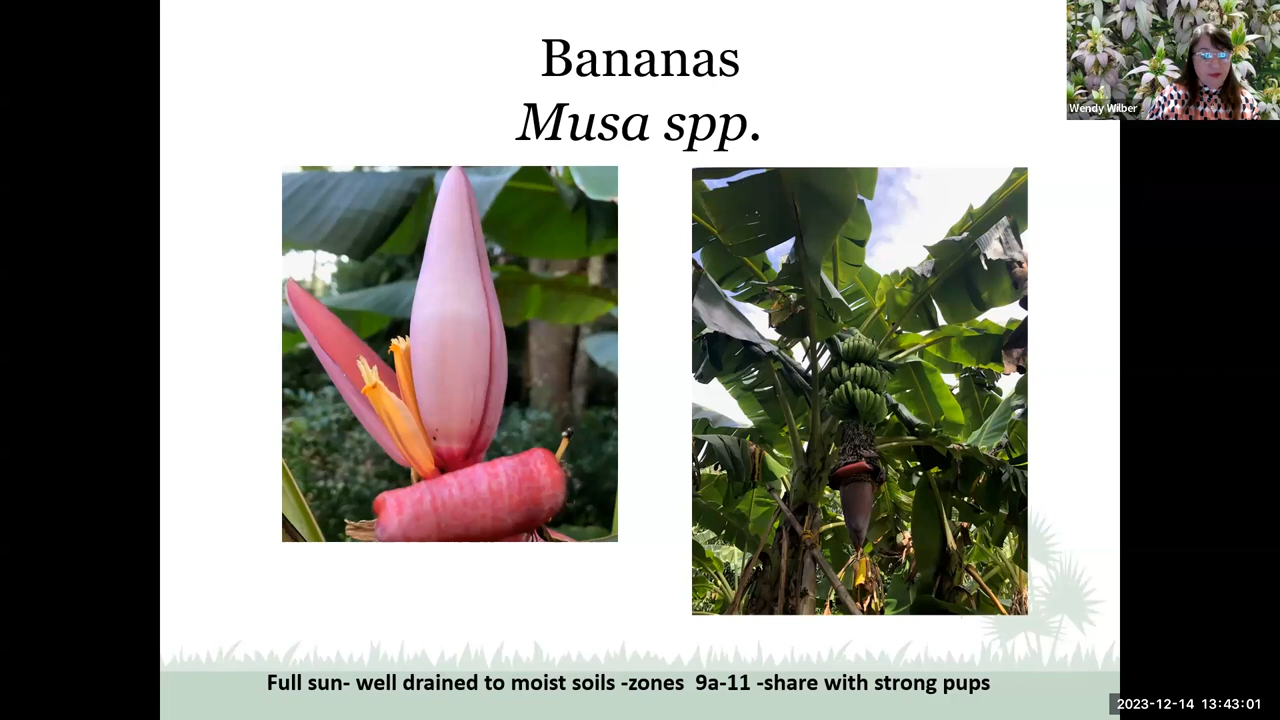 Bananas
Musa spp.
Wendy Wilber
Full sun- well drained to moist soils -zones  9a-11 -share with strong pups
2023-12-14 13:43:01